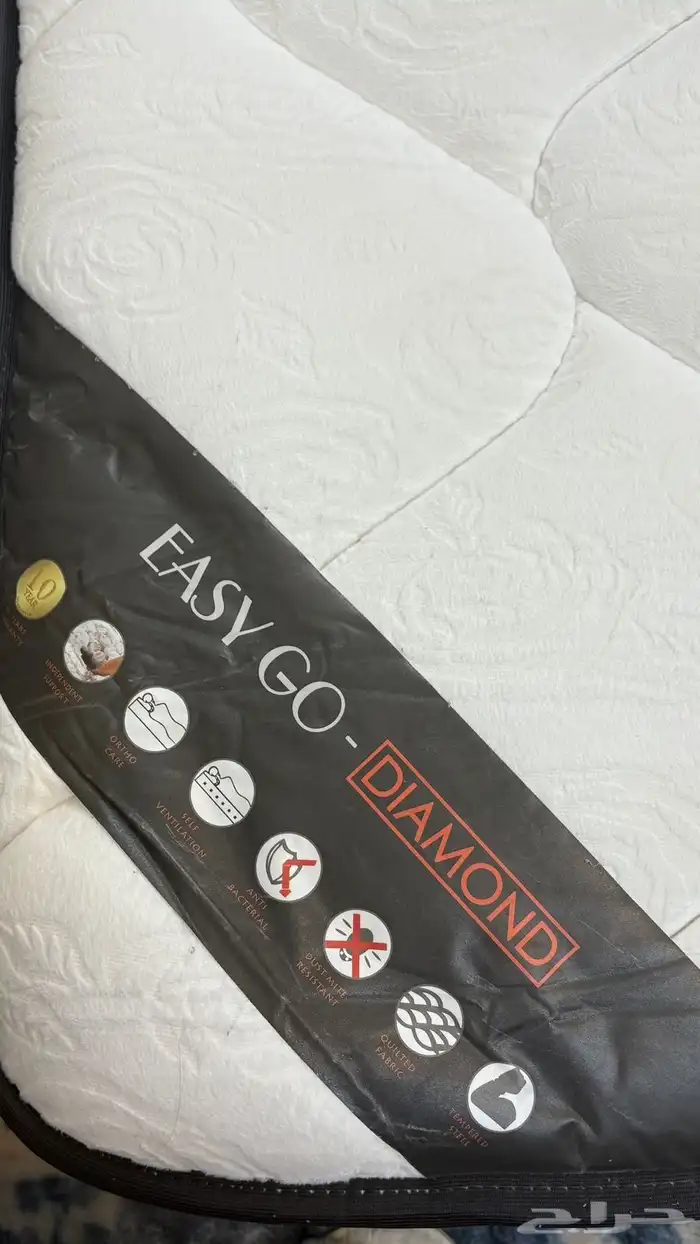 EASY GO - DIAMOND
10
YEAR
INDEPENDENT
SUPPORT
ORTHO
CARE
SELF
VENTILATION
ANTI
BACTERIAL
DUST MITE
RESISTANT
QUILTED
FABRIC
TEMPERED
STEEL
حراج